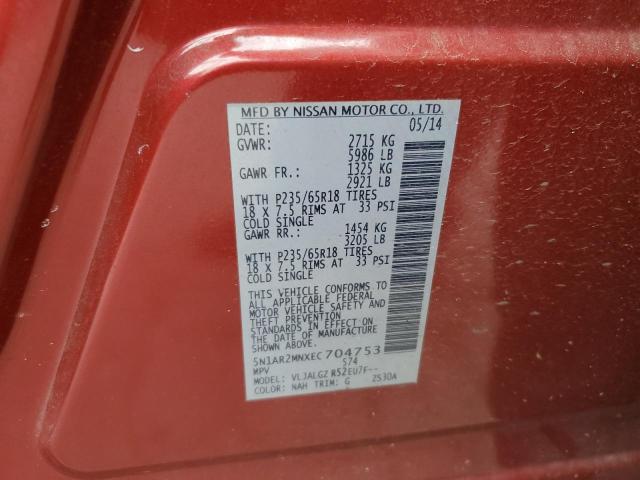 MFD BY NISSAN MOTOR CO., LTD.
DATE: 05/14
GVWR: 2715 KG
5986 LB
GAWR FR.: 1325 KG
2921 LB
WITH P235/65R18 TIRES
18 X 7.5 RIMS AT 33 PSI
COLD SINGLE
GAWR RR.: 1454 KG
3205 LB
WITH P235/65R18 TIRES
18 X 7.5 RIMS AT 33 PSI
COLD SINGLE
THIS VEHICLE CONFORMS TO
ALL APPLICABLE FEDERAL
MOTOR VEHICLE SAFETY AND
THEFT PREVENTION
STANDARDS IN EFFECT ON
THE DATE OF MANUFACTURE
SHOWN ABOVE.
5N1AR2MNXEC704753
MPV 574
MODEL: VLJALGZ R52EU7F--
COLOR: NAH TRIM: G ZS30A